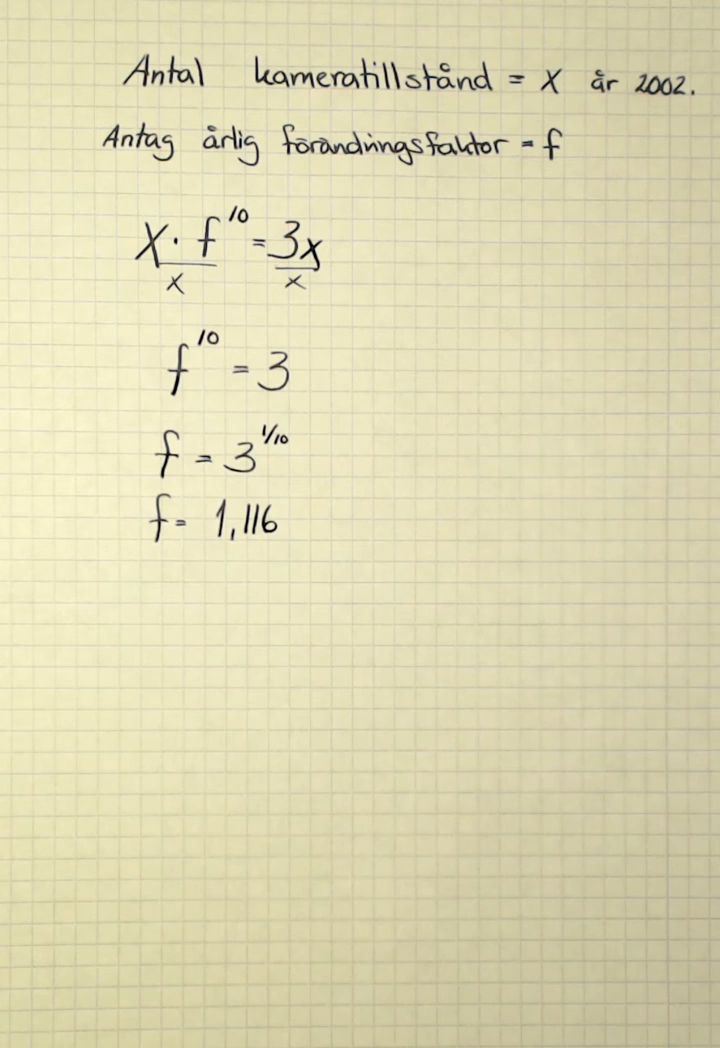 Antal kameratillstånd = X år 2002.
Antag årlig förändringsfaktor = f
X · f^10 / x = 3x / x
f^10 = 3
f = 3^1/10
f = 1,116